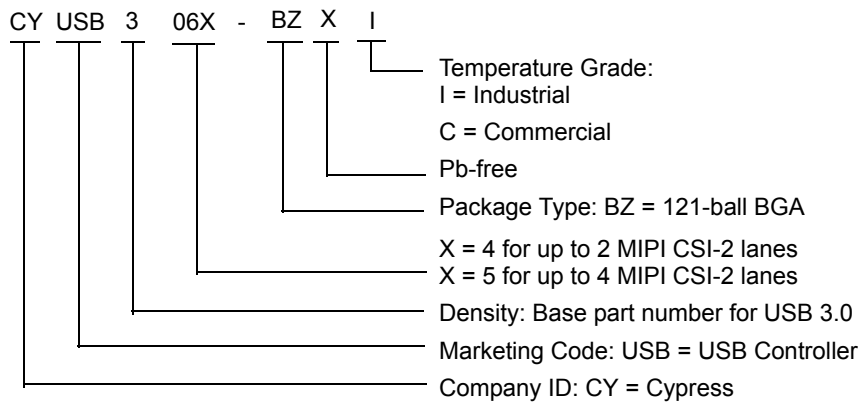 CY USB 3 06X - BZ X I
Temperature Grade:
I = Industrial
C = Commercial
Pb-free
Package Type: BZ = 121-ball BGA
X = 4 for up to 2 MIPI CSI-2 lanes
X = 5 for up to 4 MIPI CSI-2 lanes
Density: Base part number for USB 3.0
Marketing Code: USB = USB Controller
Company ID: CY = Cypress